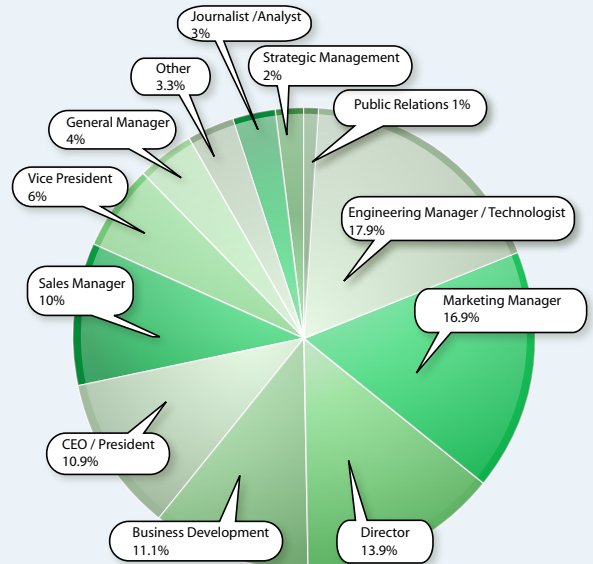 Journalist /Analyst
3%
Strategic Management
2%
Other
3.3%
Public Relations 1%
General Manager
4%
Vice President
6%
Engineering Manager / Technologist
17.9%
Sales Manager
10%
Marketing Manager
16.9%
CEO / President
10.9%
Business Development
11.1%
Director
13.9%